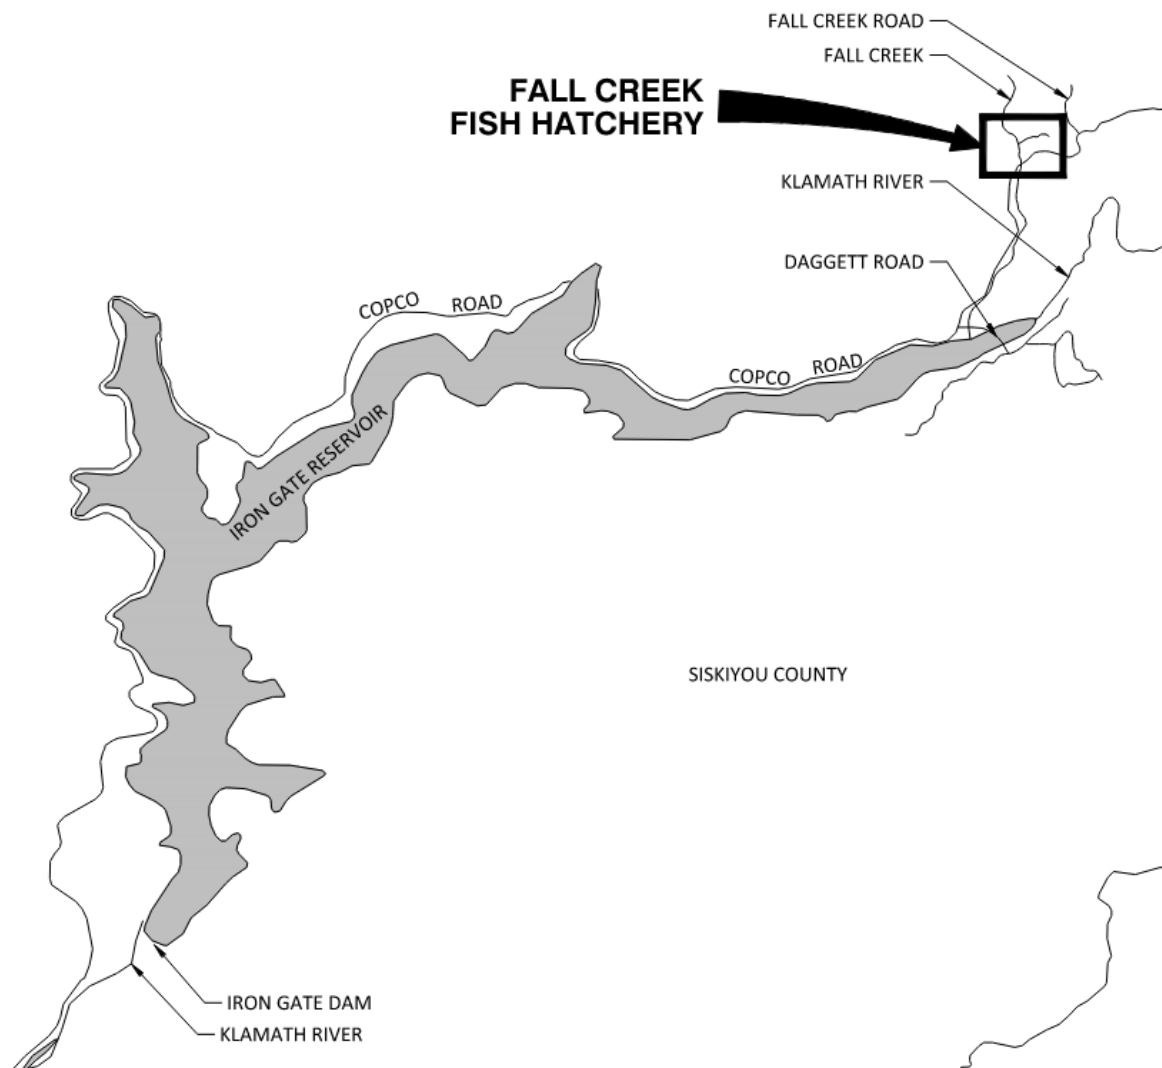 FALL CREEK ROAD
FALL CREEK
FALL CREEK
FISH HATCHERY
KLAMATH RIVER
DAGGETT ROAD
COPCO ROAD
COPCO ROAD
IRON GATE RESERVOIR
SISKIYOU COUNTY
IRON GATE DAM
KLAMATH RIVER